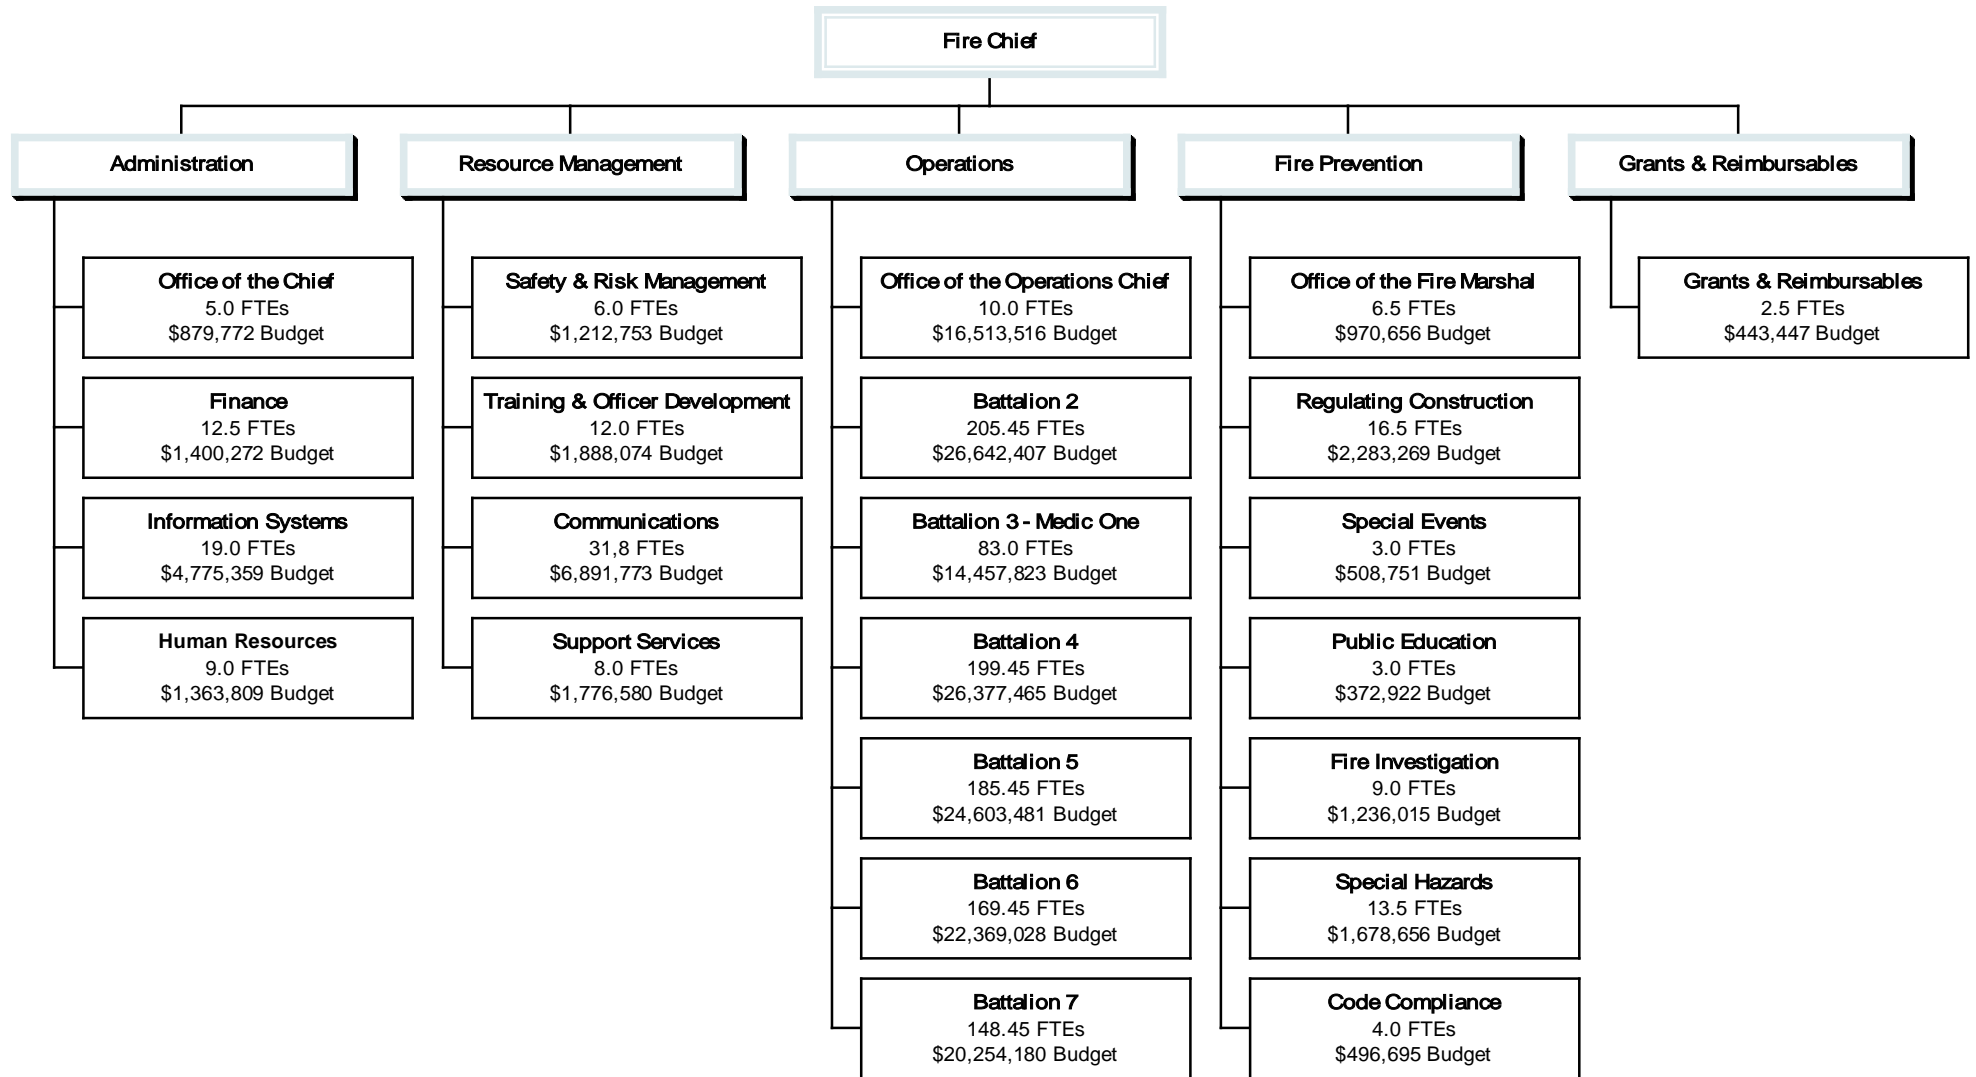 Fire Chief
Administration
Resource Management
Operations
Fire Prevention
Grants & Reimbursables
Office of the Chief
5.0 FTEs
$879,772 Budget
Finance
12.5 FTEs
$1,400,272 Budget
Information Systems
19.0 FTEs
$4,775,359 Budget
Human Resources
9.0 FTEs
$1,363,809 Budget
Safety & Risk Management
6.0 FTEs
$1,212,753 Budget
Training & Officer Development
12.0 FTEs
$1,888,074 Budget
Communications
31,8 FTEs
$6,891,773 Budget
Support Services
8.0 FTEs
$1,776,580 Budget
Office of the Operations Chief
10.0 FTEs
$16,513,516 Budget
Battalion 2
205.45 FTEs
$26,642,407 Budget
Battalion 3 - Medic One
83.0 FTEs
$14,457,823 Budget
Battalion 4
199.45 FTEs
$26,377,465 Budget
Battalion 5
185.45 FTEs
$24,603,481 Budget
Battalion 6
169.45 FTEs
$22,369,028 Budget
Battalion 7
148.45 FTEs
$20,254,180 Budget
Office of the Fire Marshal
6.5 FTEs
$970,656 Budget
Regulating Construction
16.5 FTEs
$2,283,269 Budget
Special Events
3.0 FTEs
$508,751 Budget
Public Education
3.0 FTEs
$372,922 Budget
Fire Investigation
9.0 FTEs
$1,236,015 Budget
Special Hazards
13.5 FTEs
$1,678,656 Budget
Code Compliance
4.0 FTEs
$496,695 Budget
Grants & Reimbursables
2.5 FTEs
$443,447 Budget